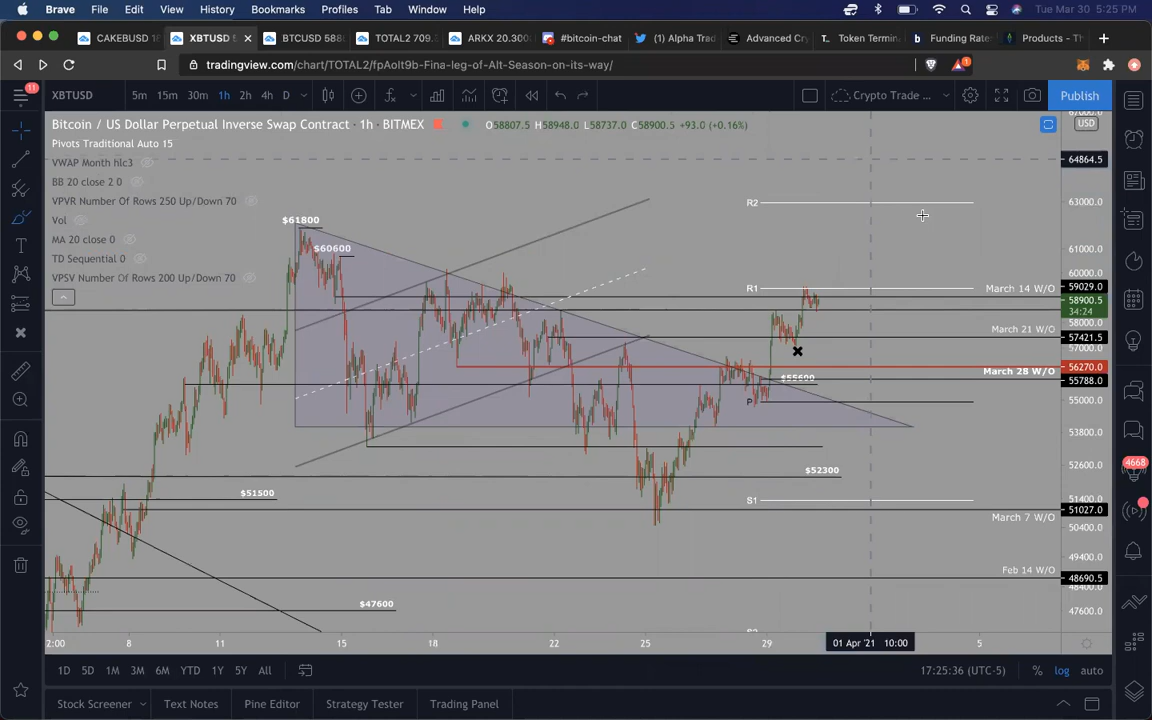 Brave File Edit View History Bookmarks Profiles Tab Window Help Tue Mar 30 5:25 PM
CAKEBUSD 18 XBTUSD 5 BTCUSD 588 TOTAL2 709. ARKX 20.300 #bitcoin-chat (1) Alpha Trad Advanced Cry Token Termin Funding Rate Products - Th
tradingview.com/chart/TOTAL2/fpAolt9b-Fina-leg-of-Alt-Season-on-its-way/ 1
11 XBTUSD 5m 15m 30m 1h 2h 4h D Crypto Trade ... Publish
Bitcoin / US Dollar Perpetual Inverse Swap Contract · 1h · BITMEX O58807.5 H58948.0 L58737.0 C58900.5 +93.0 (+0.16%) USD
Pivots Traditional Auto 15
VWAP Month hlc3
64864.5
BB 20 close 2 0
VPVR Number Of Rows 250 Up/Down 70
R2 63000.0
Vol
$61800
MA 20 close 0
$60600 61000.0
TD Sequential 0
60000.0
VPSV Number Of Rows 200 Up/Down 70
R1 March 14 W/O 59029.0
58900.5
34:24
58000.0
March 21 W/O 57421.5
57000.0
March 28 W/O 56270.0
$55600 55788.0
P 55000.0
53800.0
52600.0
$52300
$51500 S1 51400.0
51027.0
March 7 W/O
50400.0
49400.0
Feb 14 W/O 48690.5
$47600 47600.0
2:00 8 11 15 18 22 25 29 01 Apr '21 10:00 5
1D 5D 1M 3M 6M YTD 1Y 5Y All 17:25:36 (UTC-5) % log auto
Stock Screener Text Notes Pine Editor Strategy Tester Trading Panel
4668